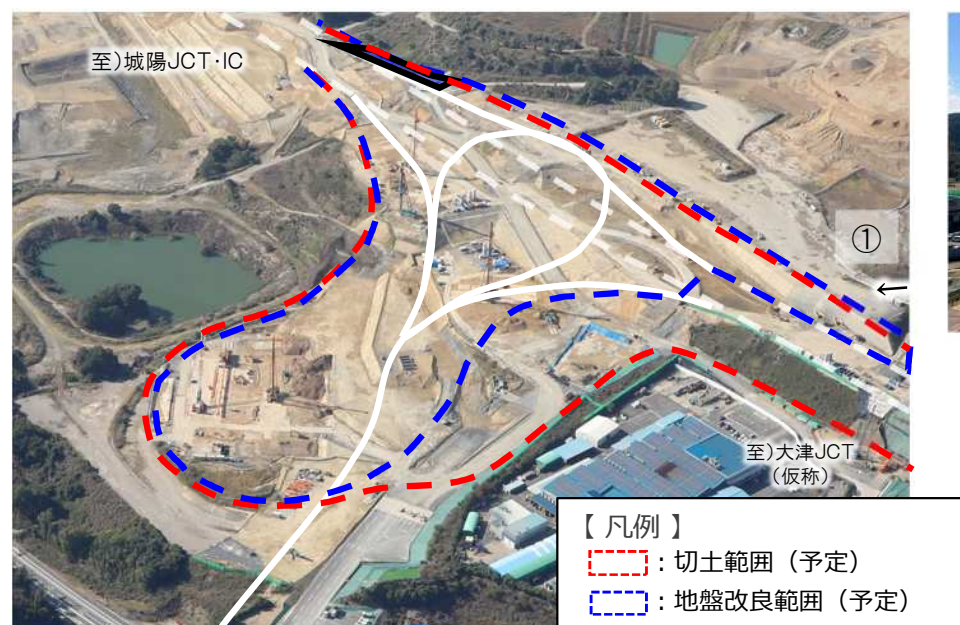 至)城陽JCT・IC
①
←
至)大津JCT
(仮称)
【 凡例 】
:切土範囲（予定）
:地盤改良範囲（予定）